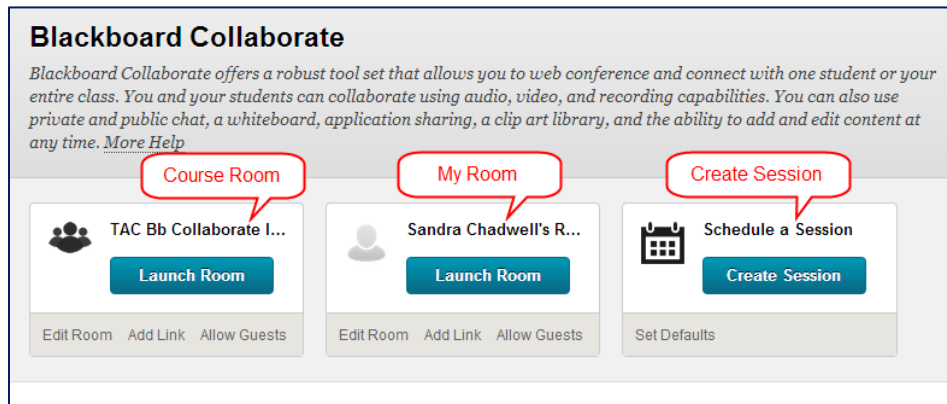 Blackboard Collaborate
Blackboard Collaborate offers a robust tool set that allows you to web conference and connect with one student or your
entire class. You and your students can collaborate using audio, video, and recording capabilities. You can also use
private and public chat, a whiteboard, application sharing, a clip art library, and the ability to add and edit content at
any time. More Help
Course Room
My Room
Create Session
TAC Bb Collaborate I...
Launch Room
Edit Room Add Link Allow Guests
Sandra Chadwell's R...
Launch Room
Edit Room Add Link Allow Guests
Schedule a Session
Create Session
Set Defaults